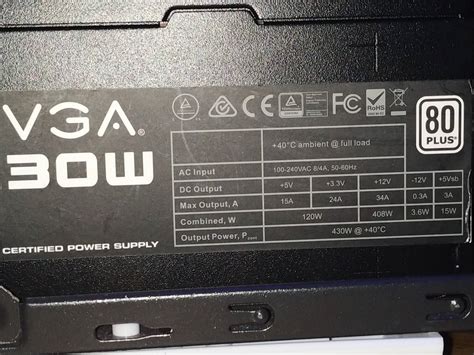 VGA
30W
CERTIFIED POWER SUPPLY
FC
RoHS
80
PLUS
+40°C ambient @ full load
AC Input 100-240VAC 8/4A, 50-60Hz
DC Output +5V +3.3V +12V -12V +5Vsb
Max Output, A 15A 24A 34A 0.3A 3A
Combined, W 120W 408W 3.6W 15W
Output Power, P 430W @ +40°C